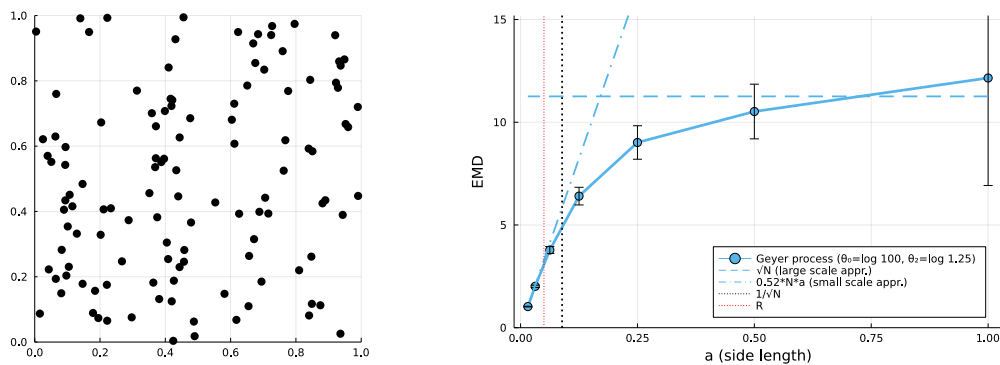 1.0
0.8
0.6
0.4
0.2
0.0
0.0 0.2 0.4 0.6 0.8 1.0
EMD
15
10
5
0
Geyer process (θ₀=log 100, θ₂=log 1.25)
√N (large scale appr.)
0.52*N*a (small scale appr.)
1/√N
R
0.00 0.25 0.50 0.75 1.00
a (side length)